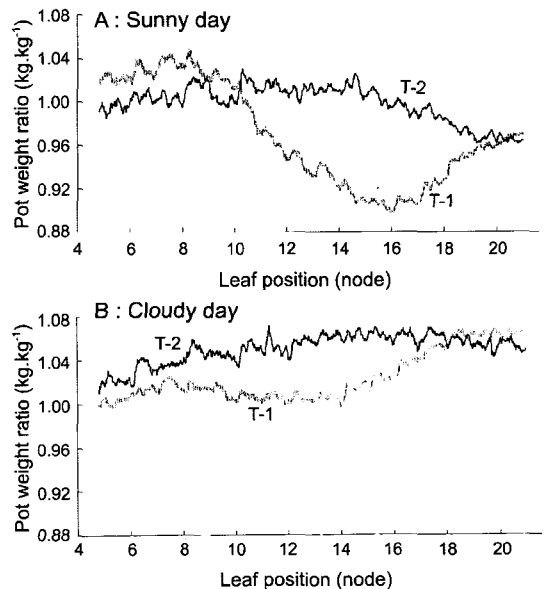 A : Sunny day
Pot weight ratio (kg.kg⁻¹)
1.08
1.04
1.00
0.96
0.92
0.88
T-2
T-1
4 6 8 10 12 14 16 18 20
Leaf position (node)
B : Cloudy day
Pot weight ratio (kg.kg⁻¹)
1.08
1.04
1.00
0.96
0.92
0.88
T-2
T-1
4 6 8 10 12 14 16 18 20
Leaf position (node)